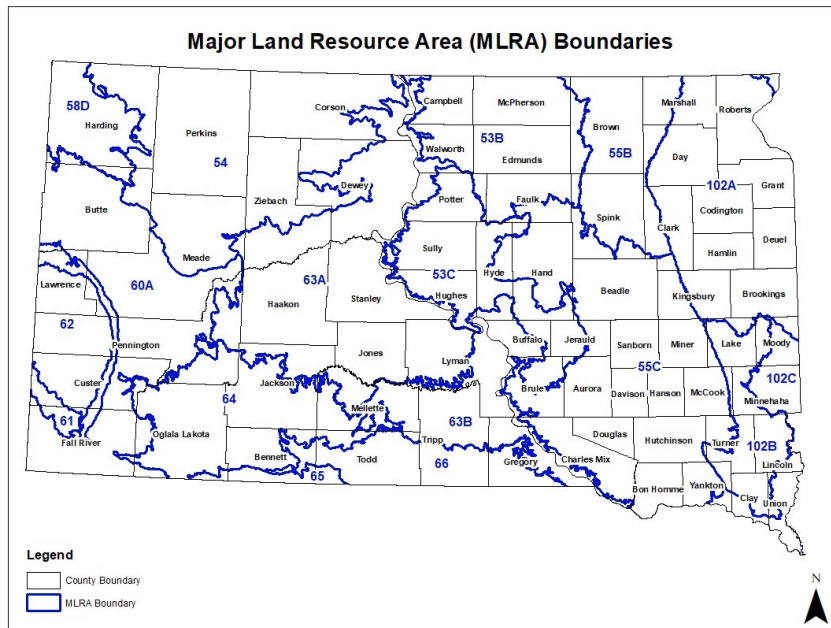 Major Land Resource Area (MLRA) Boundaries
58D
Harding
Perkins
54
Corson
Campbell
McPherson
Marshall
Roberts
Walworth
53B
Edmunds
Brown
55B
Day
Butte
Ziebach
Dewey
Potter
Faulk
Spink
102A
Grant
Codington
Clark
Hamlin
Deuel
Meade
Sully
Lawrence
60A
63A
Haakon
Stanley
53C
Hughes
Hyde
Hand
Beadle
Kingsbury
Brookings
62
Pennington
Jones
Lyman
Buffalo
Jerauld
Sanborn
Miner
Lake
Moody
55C
Custer
64
Jackson
Mellette
Brule
Aurora
Davison
Hanson
McCook
102C
Minnehaha
61
Fall River
Oglala Lakota
Bennett
65
Todd
63B
Tripp
66
Gregory
Charles Mix
Douglas
Hutchinson
Turner
102B
Lincoln
Bon Homme
Yankton
Clay
Union
Legend
County Boundary
MLRA Boundary
N